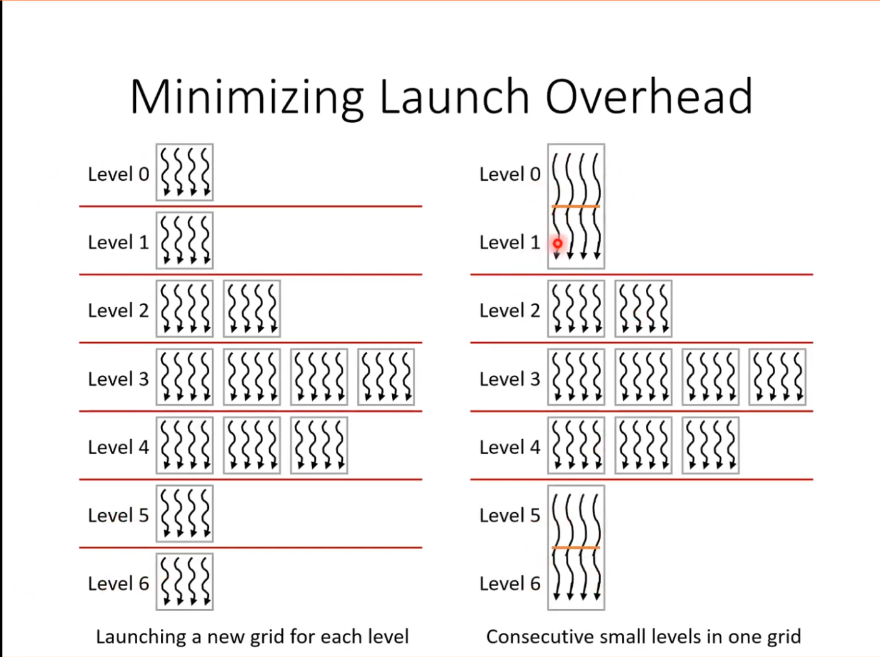 Minimizing Launch Overhead
Level 0
Level 1
Level 2
Level 3
Level 4
Level 5
Level 6
Launching a new grid for each level
Level 0
Level 1
Level 2
Level 3
Level 4
Level 5
Level 6
Consecutive small levels in one grid